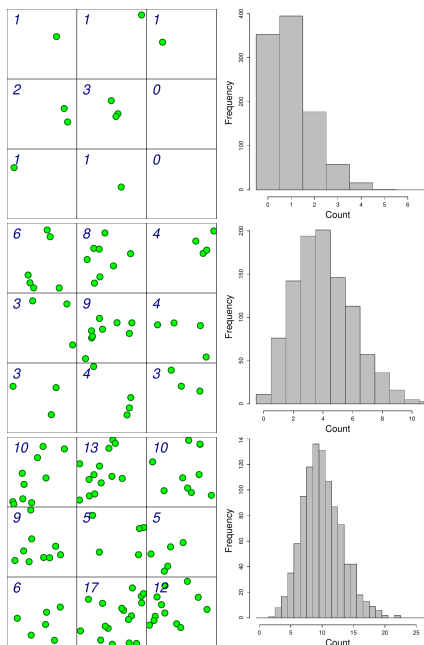 1 1 1
2 3 0
1 1 0
Frequency
0 100 200 300 400
0 1 2 3 4 5 6
Count
6 8 4
3 9 4
3 4 3
Frequency
0 50 100 150 200
0 2 4 6 8 10
Count
10 13 10
9 5 5
6 17 12
Frequency
0 20 40 60 80 100 120 14
0 5 10 15 20 25
Count